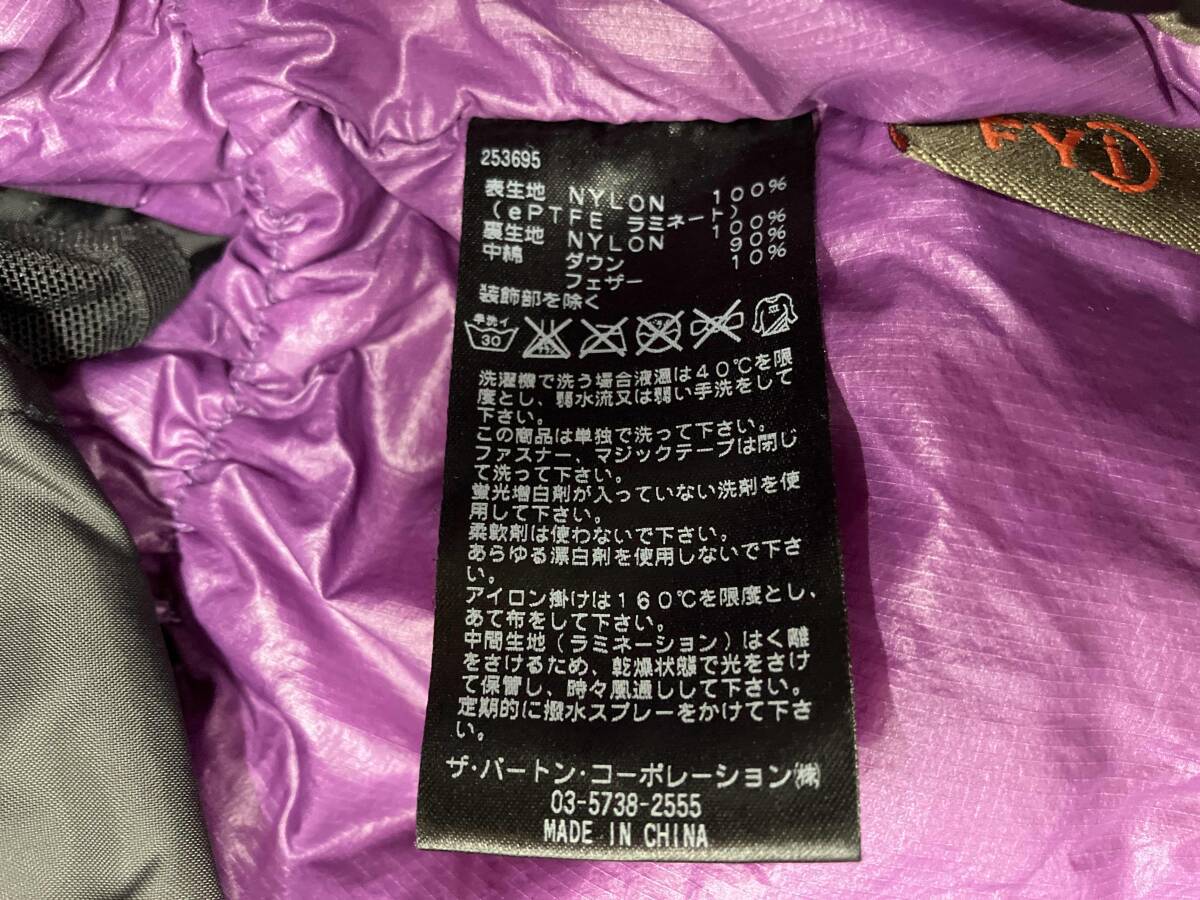 253695
表生地 NYLON 100%
(ePTFE ラミネート)
裏生地 NYLON 100%
中綿 ダウン 90%
フェザー 10%
装飾部を除く
手洗イ
30
洗濯機で洗う場合液温は40℃を限
度とし、弱水流又は弱い手洗をして
下さい。
この商品は単独で洗って下さい。
ファスナー、マジックテープは閉じ
て洗って下さい。
蛍光増白剤が入っていない洗剤を使
用して下さい。
柔軟剤は使わないで下さい。
あらゆる漂白剤を使用しないで下さ
い。
アイロン掛けは160℃を限度とし、
あて布をして下さい。
中間生地(ラミネーション)はく離
をさけるため、乾燥状態で光をさけ
て保管し、時々風通しして下さい。
定期的に撥水スプレーをかけて下さ
い。
ザ・バートン・コーポレーション㈱
03-5738-2555
MADE IN CHINA
FYi